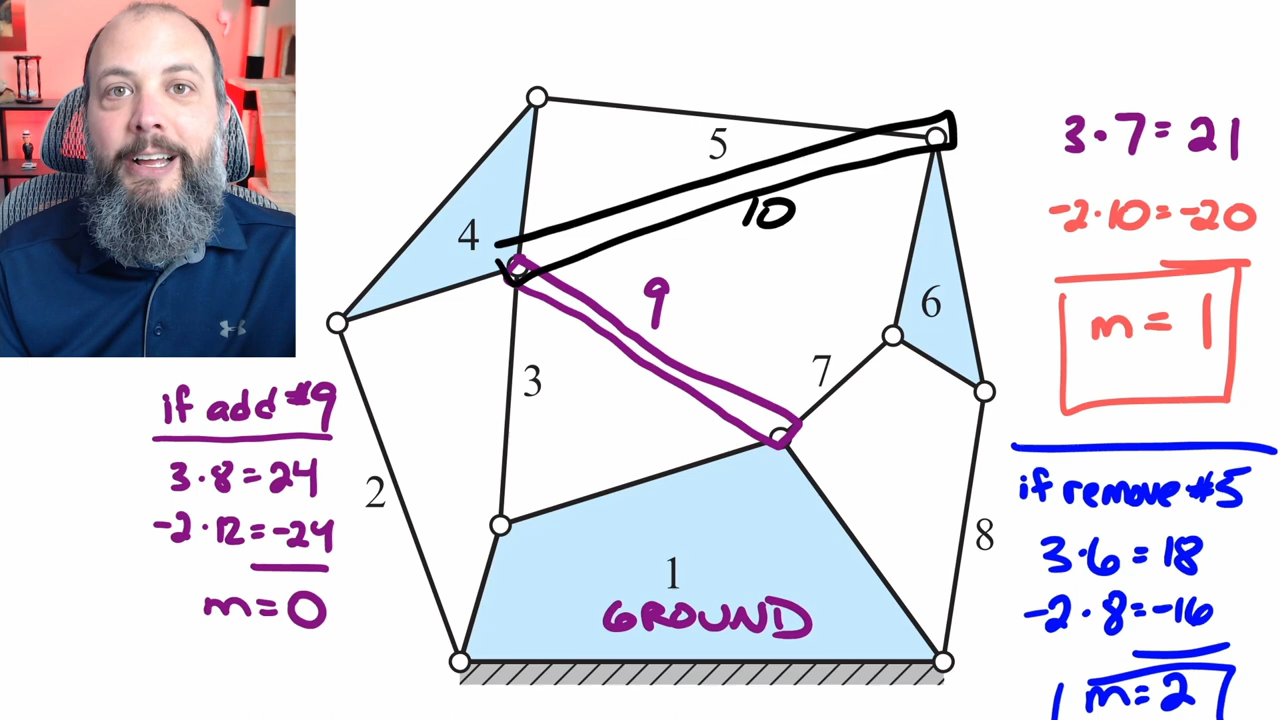 5
10
4
9
6
7
3
2
8
1
GROUND
if add #9
3·8=24
-2·12=-24
m=0
3·7=21
-2·10=-20
m=1
if remove #5
3·6=18
-2·8=-16
m=2